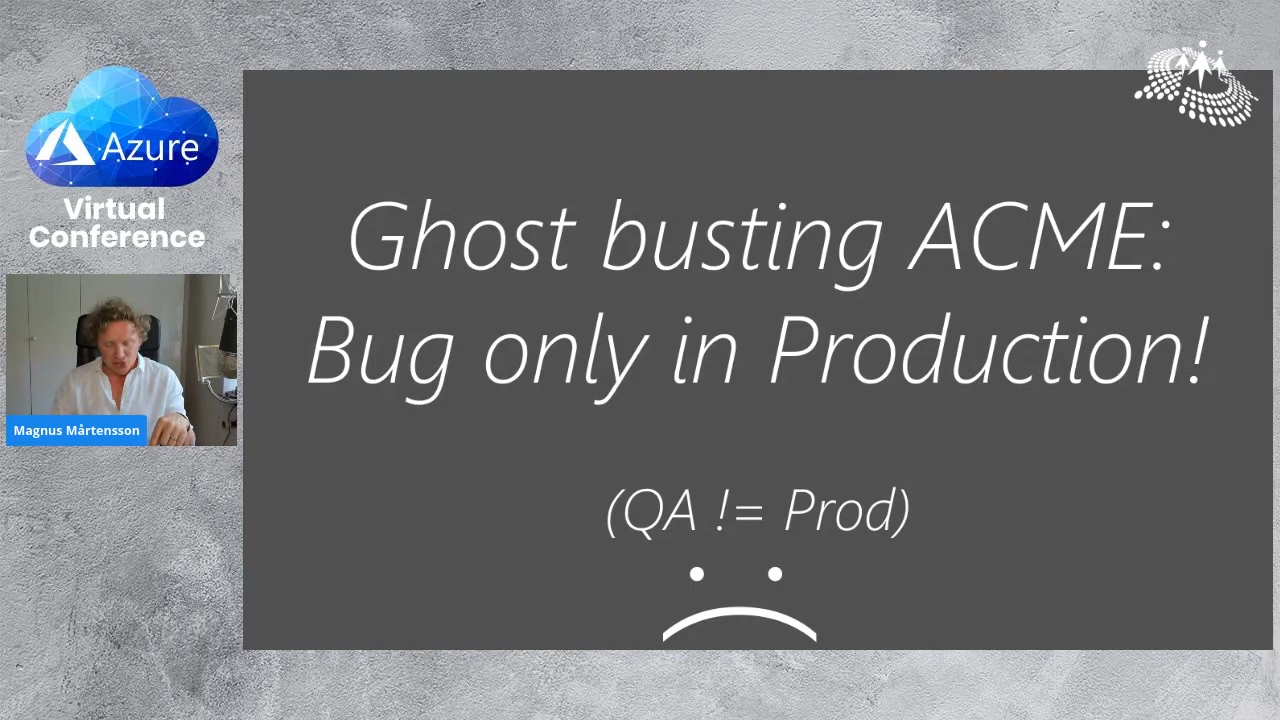 Azure
Virtual
Conference
Magnus Mårtensson
Ghost busting ACME:
Bug only in Production!
(QA != Prod)